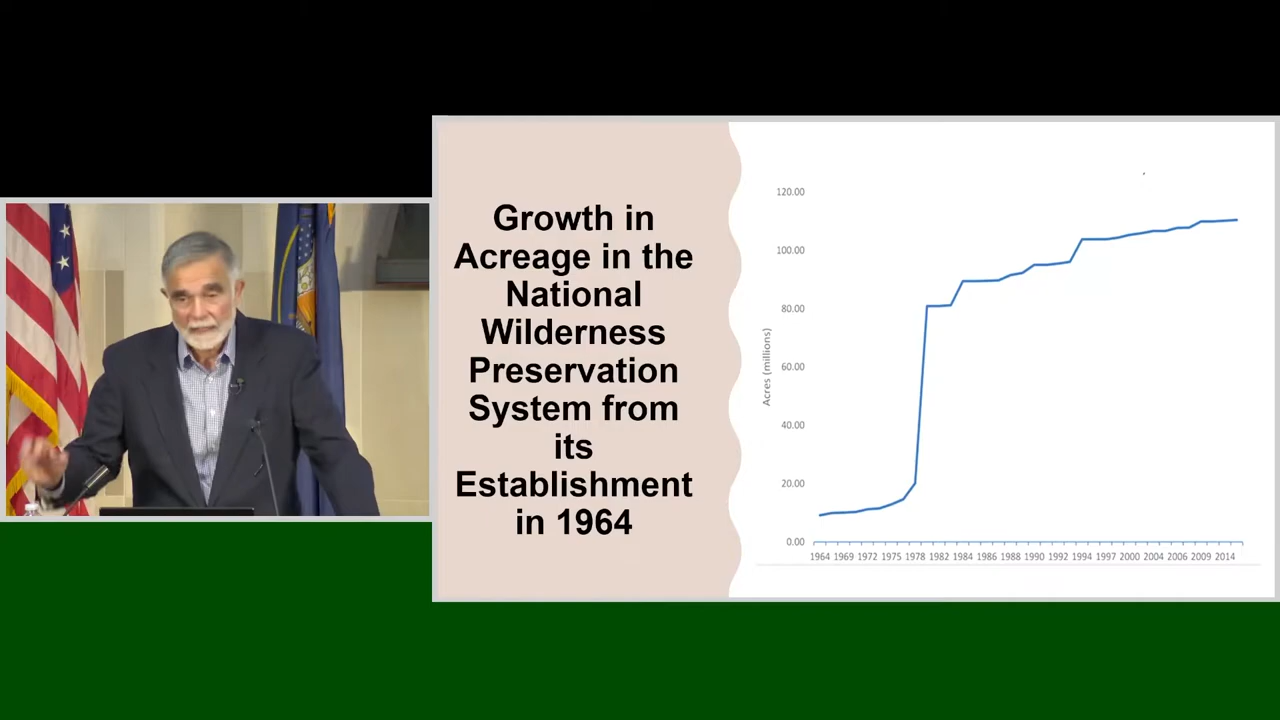 Growth in
Acreage in the
National
Wilderness
Preservation
System from
its
Establishment
in 1964
120.00
100.00
80.00
60.00
40.00
20.00
0.00
Acres (millions)
1964 1969 1972 1975 1978 1982 1984 1986 1988 1990 1992 1994 1997 2000 2004 2006 2009 2014